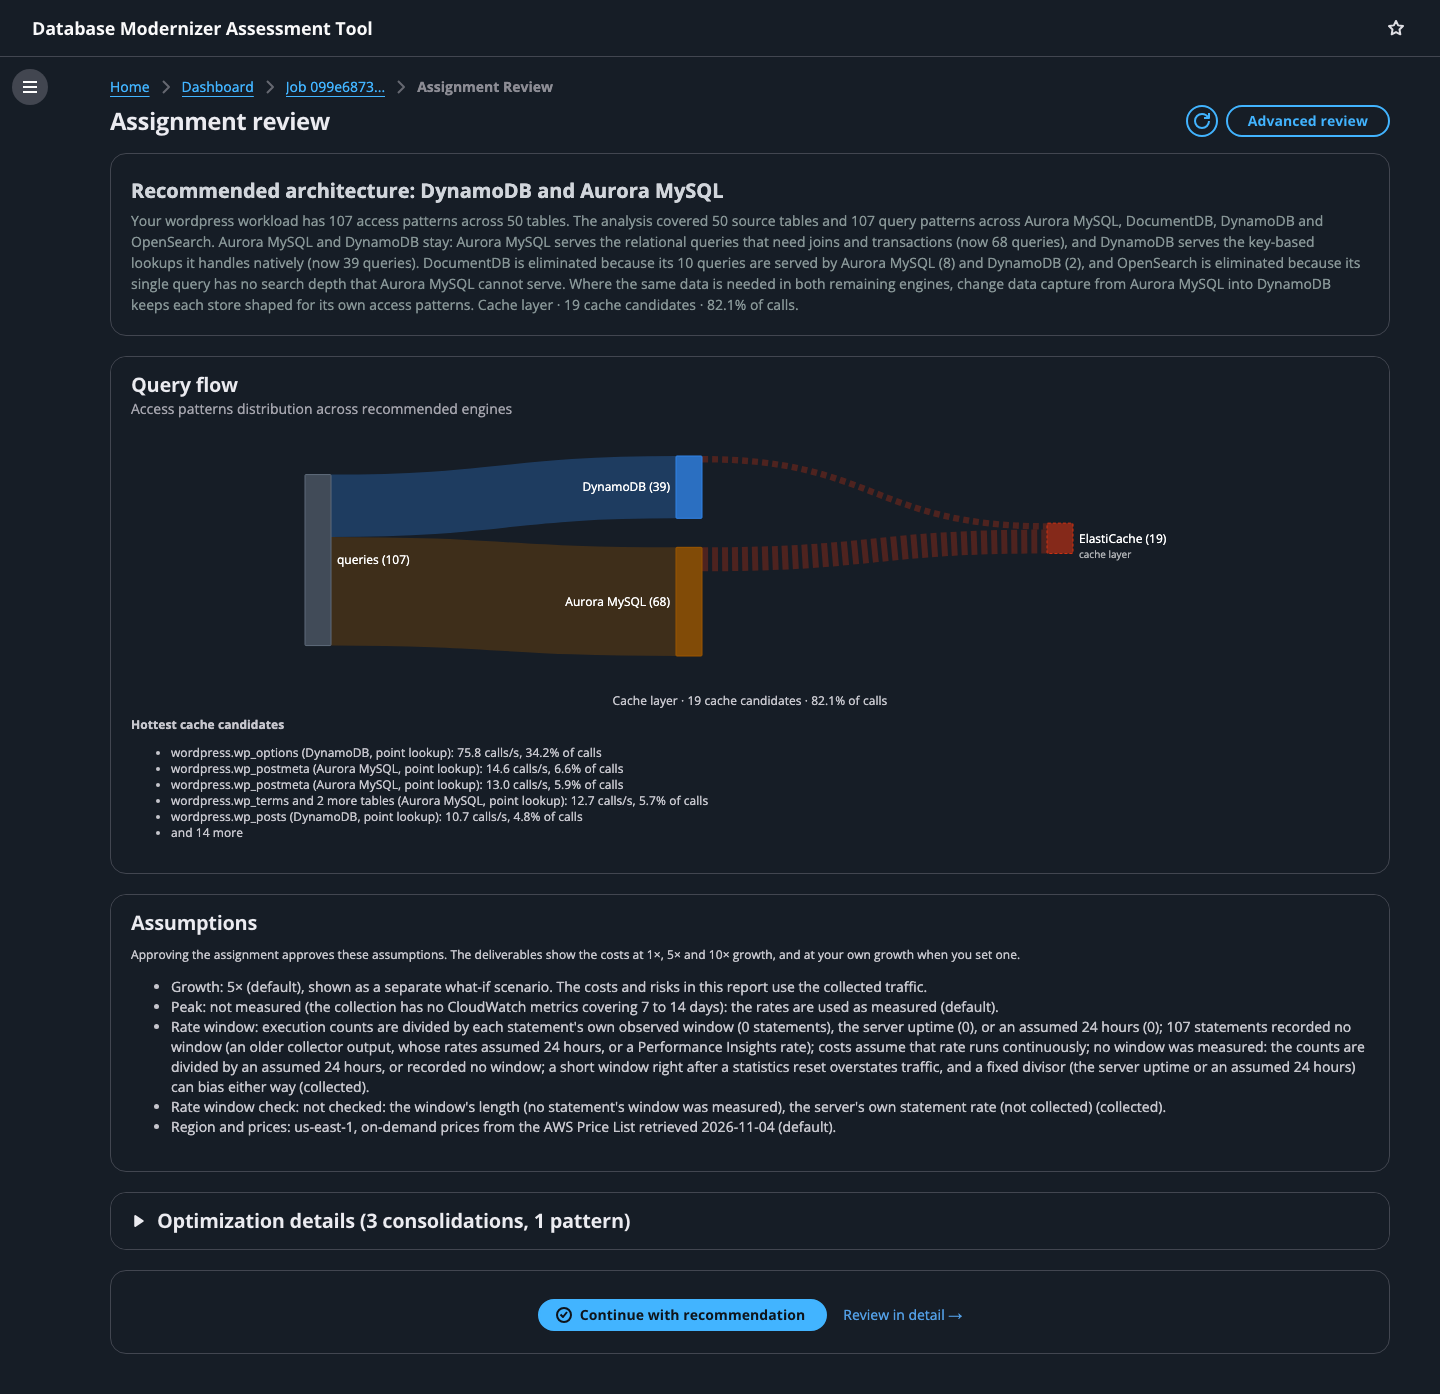 Database Modernizer Assessment Tool
Home
Dashboard
Job 099e6873...
Assignment Review
Assignment review
Advanced review
Recommended architecture: DynamoDB and Aurora MySQL
Your wordpress workload has 107 access patterns across 50 tables. The analysis covered 50 source tables and 107 query patterns across Aurora MySQL, DocumentDB, DynamoDB and
OpenSearch. Aurora MySQL and DynamoDB stay: Aurora MySQL serves the relational queries that need joins and transactions (now 68 queries), and DynamoDB serves the key-based
lookups it handles natively (now 39 queries). DocumentDB is eliminated because its 10 queries are served by Aurora MySQL (8) and DynamoDB (2), and OpenSearch is eliminated because its
single query has no search depth that Aurora MySQL cannot serve. Where the same data is needed in both remaining engines, change data capture from Aurora MySQL into DynamoDB
keeps each store shaped for its own access patterns. Cache layer · 19 cache candidates · 82.1% of calls.
Query flow
Access patterns distribution across recommended engines
DynamoDB (39)
ElastiCache (19)
cache layer
queries (107)
Aurora MySQL (68)
Cache layer · 19 cache candidates · 82.1% of calls
Hottest cache candidates
• wordpress.wp_options (DynamoDB, point lookup): 75.8 calls/s, 34.2% of calls
• wordpress.wp_postmeta (Aurora MySQL, point lookup): 14.6 calls/s, 6.6% of calls
• wordpress.wp_postmeta (Aurora MySQL, point lookup): 13.0 calls/s, 5.9% of calls
• wordpress.wp_terms and 2 more tables (Aurora MySQL, point lookup): 12.7 calls/s, 5.7% of calls
• wordpress.wp_posts (DynamoDB, point lookup): 10.7 calls/s, 4.8% of calls
• and 14 more
Assumptions
Approving the assignment approves these assumptions. The deliverables show the costs at 1×, 5× and 10× growth, and at your own growth when you set one.
• Growth: 5× (default), shown as a separate what-if scenario. The costs and risks in this report use the collected traffic.
• Peak: not measured (the collection has no CloudWatch metrics covering 7 to 14 days): the rates are used as measured (default).
• Rate window: execution counts are divided by each statement's own observed window (0 statements), the server uptime (0), or an assumed 24 hours (0); 107 statements recorded no
window (an older collector output, whose rates assumed 24 hours, or a Performance Insights rate); costs assume that rate runs continuously; no window was measured: the counts are
divided by an assumed 24 hours, or recorded no window; a short window right after a statistics reset overstates traffic, and a fixed divisor (the server uptime or an assumed 24 hours)
can bias either way (collected).
• Rate window check: not checked: the window's length (no statement's window was measured), the server's own statement rate (not collected) (collected).
• Region and prices: us-east-1, on-demand prices from the AWS Price List retrieved 2026-11-04 (default).
Optimization details (3 consolidations, 1 pattern)
Continue with recommendation
Review in detail →